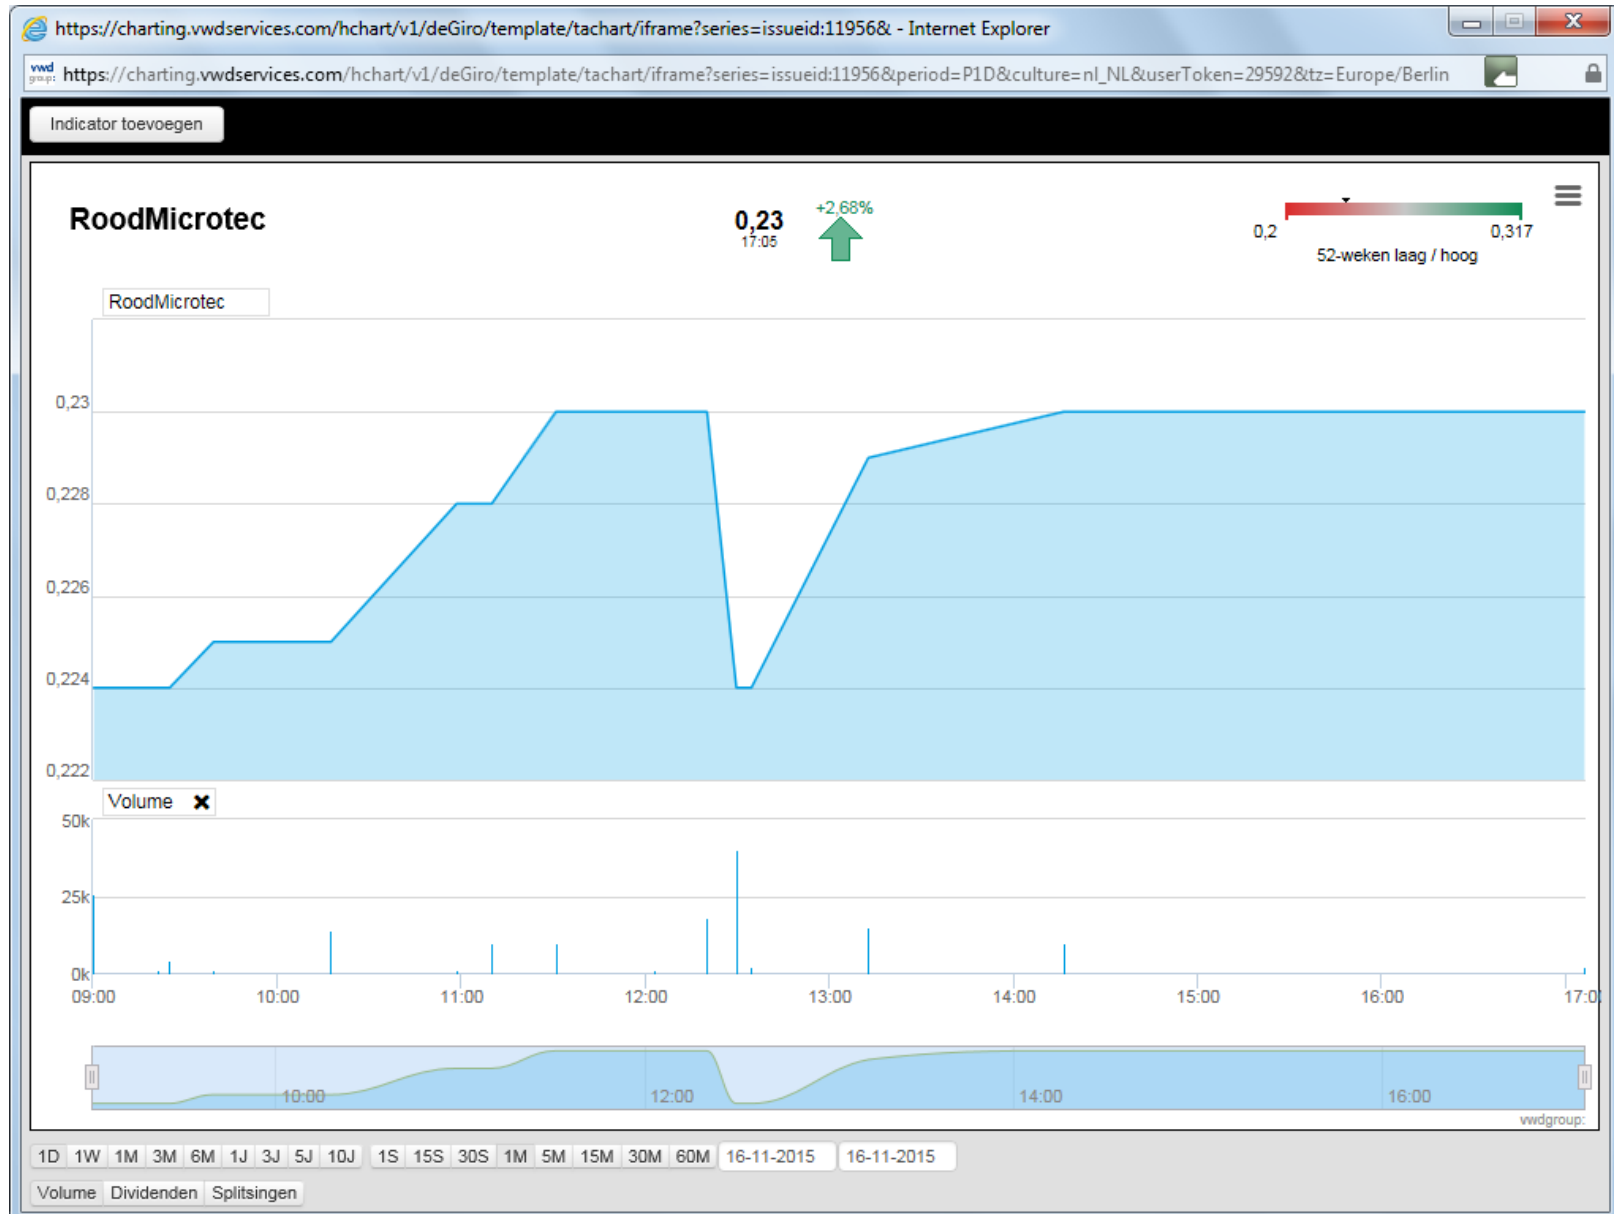 https://charting.vwdservices.com/hchart/v1/deGiro/template/tachart/iframe?series=issueid:11956& - Internet Explorer
vwd group: https://charting.vwdservices.com/hchart/v1/deGiro/template/tachart/iframe?series=issueid:11956&period=P1D&culture=nl_NL&userToken=29592&tz=Europe/Berlin
Indicator toevoegen
RoodMicrotec
0,23
17:05
+2,68%
0,2 0,317
52-weken laag / hoog
RoodMicrotec
0,23
0,228
0,226
0,224
0,222
Volume
50k
25k
0k
09:00 10:00 11:00 12:00 13:00 14:00 15:00 16:00 17:0
10:00 12:00 14:00 16:00
vwdgroup:
1D 1W 1M 3M 6M 1J 3J 5J 10J 1S 15S 30S 1M 5M 15M 30M 60M 16-11-2015 16-11-2015
Volume Dividenden Splitsingen